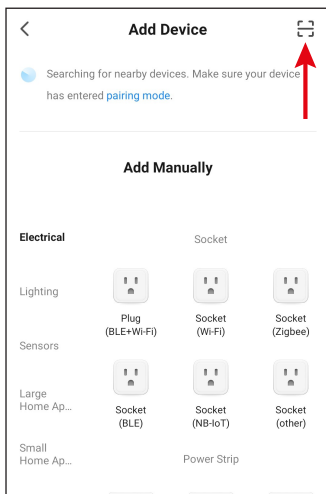 Add Device
Searching for nearby devices. Make sure your device
has entered pairing mode.
Add Manually
Electrical
Socket
Lighting
Plug
(BLE+Wi-Fi)
Socket
(Wi-Fi)
Socket
(Zigbee)
Sensors
Large
Home Ap...
Socket
(BLE)
Socket
(NB-IoT)
Socket
(other)
Small
Home Ap...
Power Strip